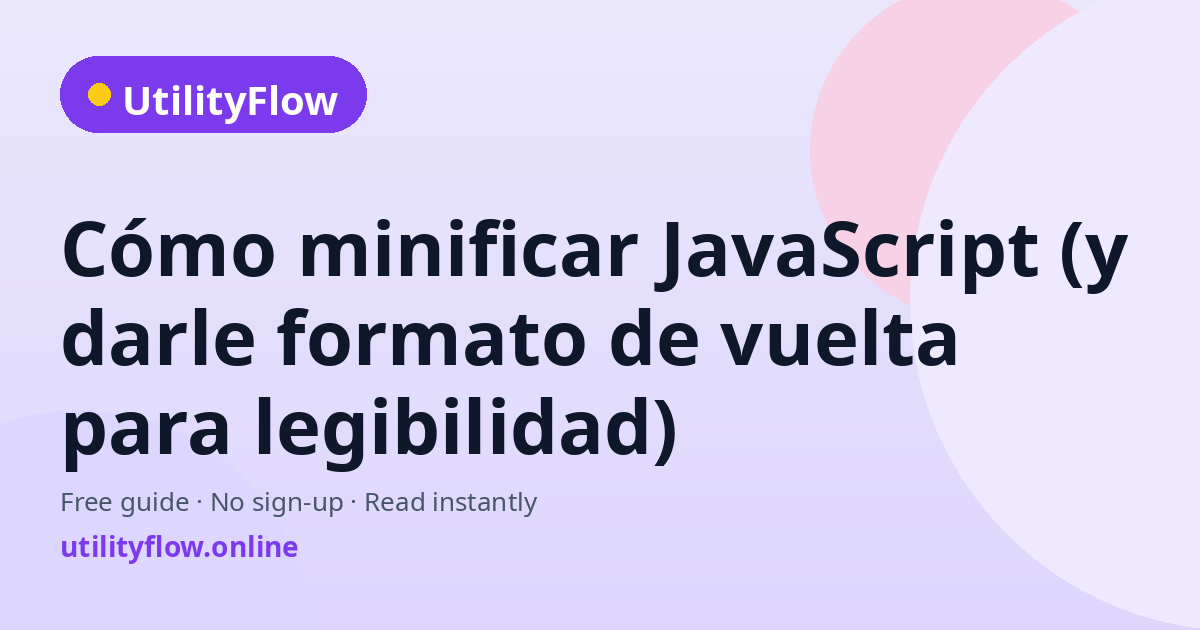 UtilityFlow
Cómo minificar JavaScript (y
darle formato de vuelta
para legibilidad)
Free guide · No sign-up · Read instantly
utilityflow.online